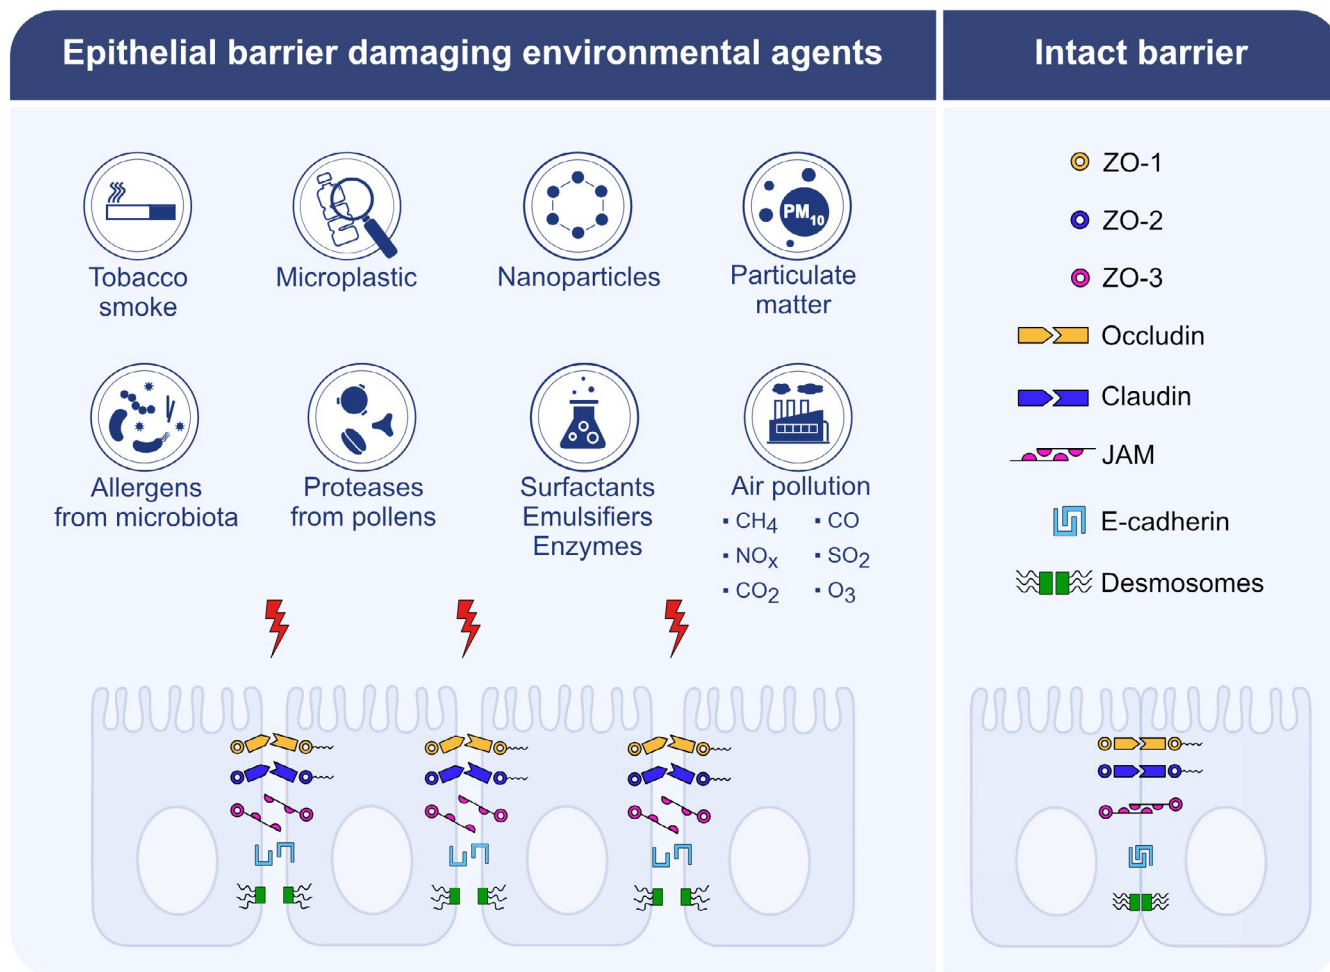 Epithelial barrier damaging environmental agents
Intact barrier
Tobacco
smoke
Microplastic
Nanoparticles
PM10
Particulate
matter
Allergens
from microbiota
Proteases
from pollens
Surfactants
Emulsifiers
Enzymes
Air pollution
▪ CH4 ▪ CO
▪ NOx ▪ SO2
▪ CO2 ▪ O3
ZO-1
ZO-2
ZO-3
Occludin
Claudin
JAM
E-cadherin
Desmosomes